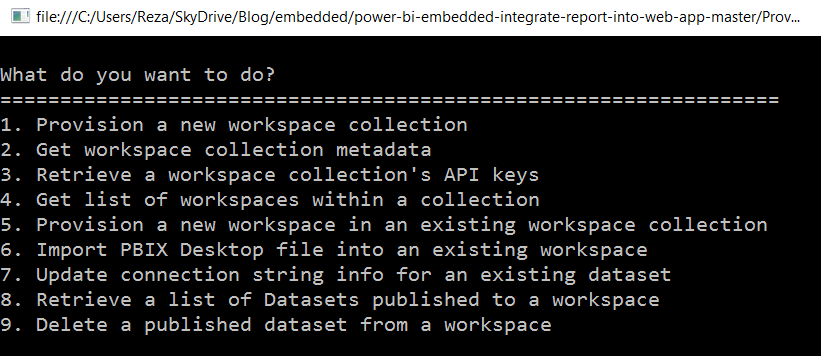 file:///C:/Users/Reza/SkyDrive/Blog/embedded/power-bi-embedded-integrate-report-into-web-app-master/Prov...
What do you want to do?
=================================================================
1. Provision a new workspace collection
2. Get workspace collection metadata
3. Retrieve a workspace collection's API keys
4. Get list of workspaces within a collection
5. Provision a new workspace in an existing workspace collection
6. Import PBIX Desktop file into an existing workspace
7. Update connection string info for an existing dataset
8. Retrieve a list of Datasets published to a workspace
9. Delete a published dataset from a workspace